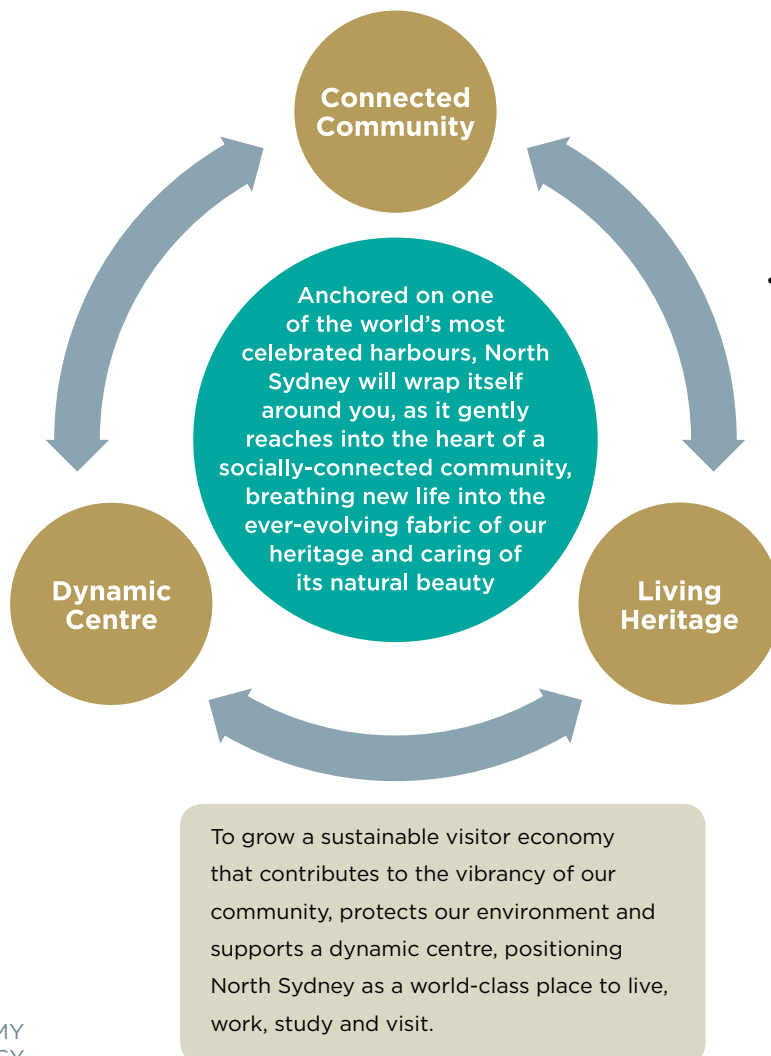 Connected
Community
Anchored on one
of the world's most
celebrated harbours, North
Sydney will wrap itself
around you, as it gently
reaches into the heart of a
socially-connected community,
breathing new life into the
ever-evolving fabric of our
heritage and caring of
its natural beauty
Dynamic
Centre
Living
Heritage
To grow a sustainable visitor economy
that contributes to the vibrancy of our
community, protects our environment and
supports a dynamic centre, positioning
North Sydney as a world-class place to live,
work, study and visit.
MY